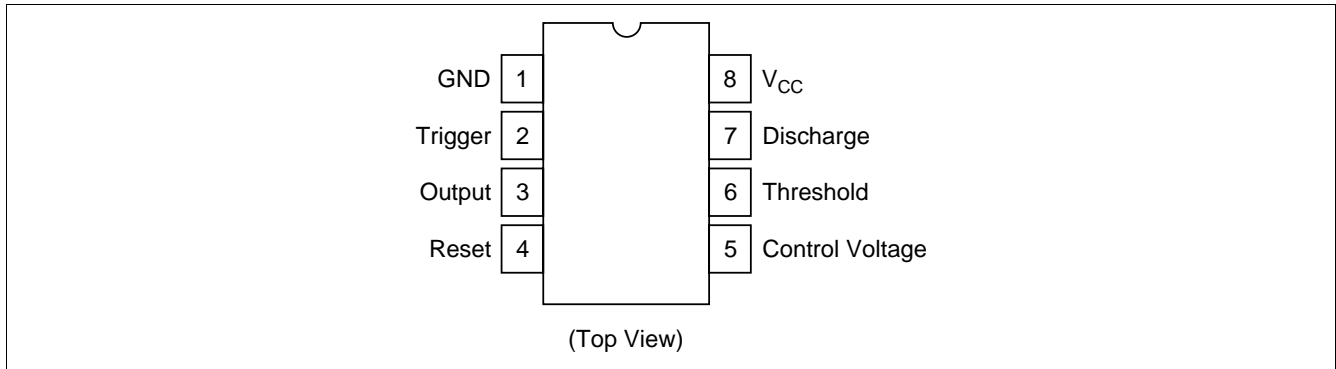 GND 1 8 VCC
Trigger 2 7 Discharge
Output 3 6 Threshold
Reset 4 5 Control Voltage
(Top View)